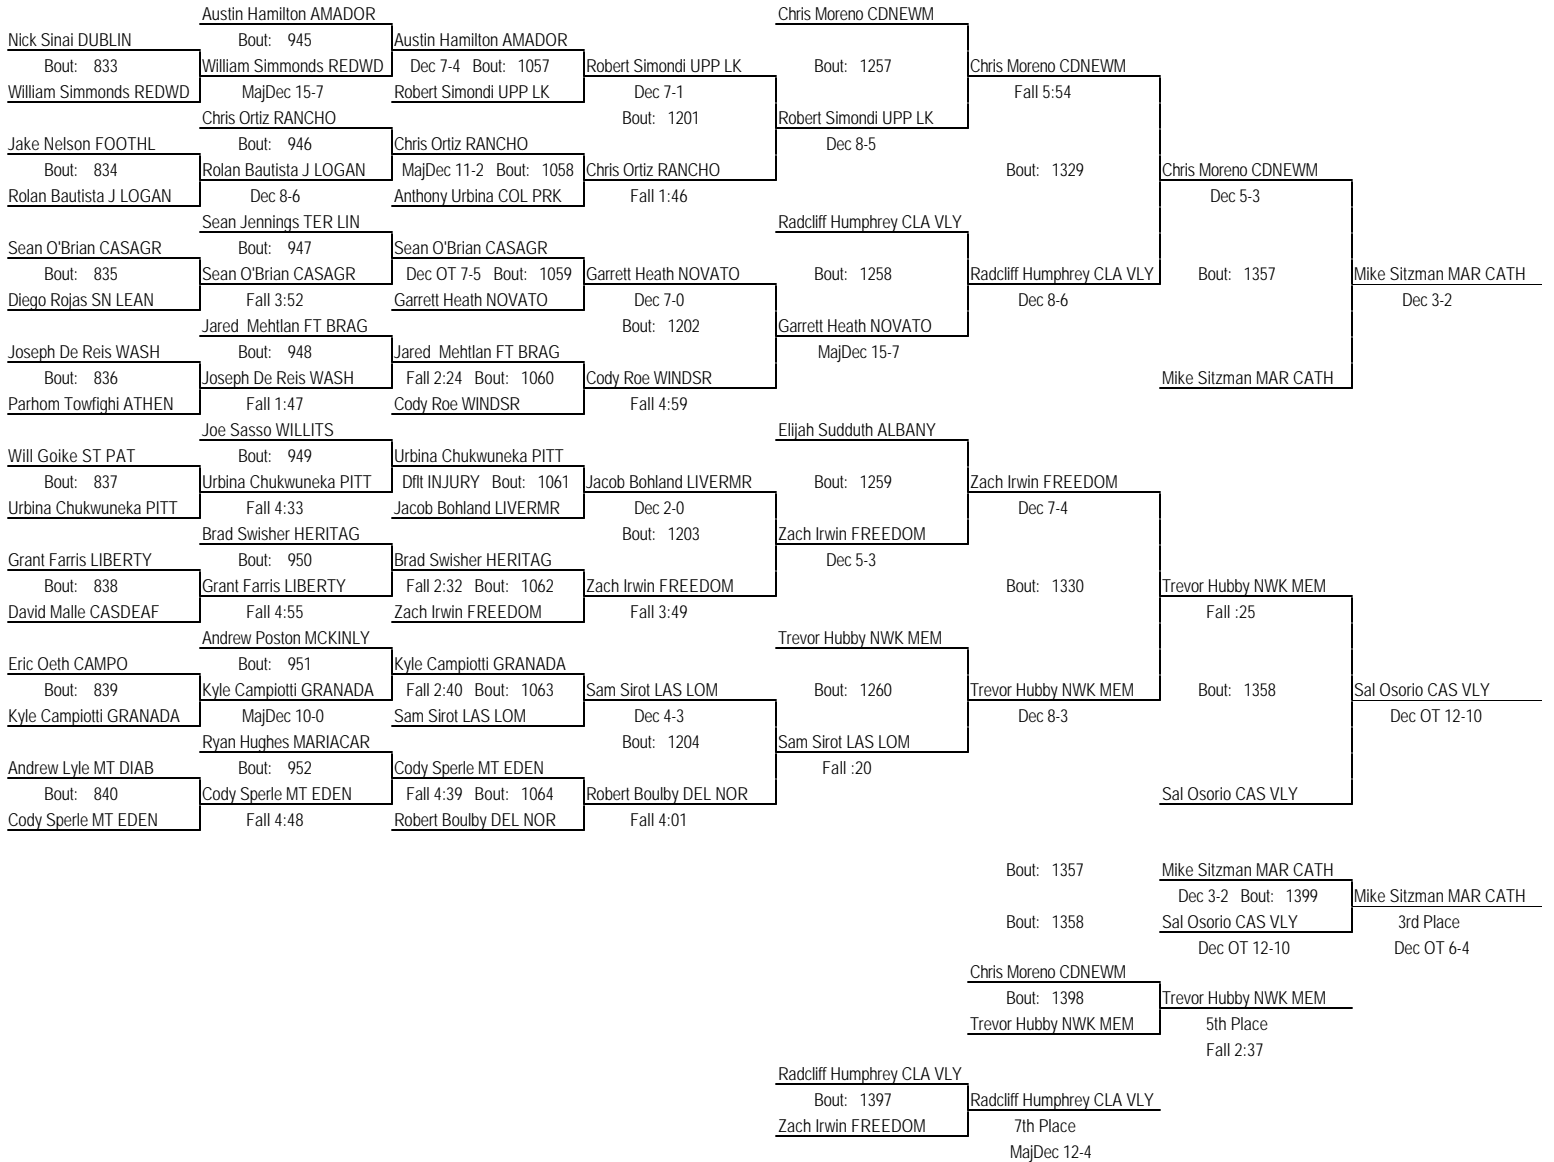 Austin Hamilton AMADOR Chris Moreno CDNEWM
Nick Sinai DUBLIN Bout: 945 Austin Hamilton AMADOR
Bout: 833 William Simmonds REDWD Dec 7-4 Bout: 1057 Robert Simondi UPP LK Bout: 1257 Chris Moreno CDNEWM
William Simmonds REDWD MajDec 15-7 Robert Simondi UPP LK Dec 7-1 Fall 5:54
Chris Ortiz RANCHO Bout: 1201 Robert Simondi UPP LK
Jake Nelson FOOTHL Bout: 946 Chris Ortiz RANCHO Dec 8-5
Bout: 834 Rolan Bautista J LOGAN MajDec 11-2 Bout: 1058 Chris Ortiz RANCHO Bout: 1329 Chris Moreno CDNEWM
Rolan Bautista J LOGAN Dec 8-6 Anthony Urbina COL PRK Fall 1:46 Dec 5-3
Sean Jennings TER LIN Radcliff Humphrey CLA VLY
Sean O'Brian CASAGR Bout: 947 Sean O'Brian CASAGR
Bout: 835 Sean O'Brian CASAGR Dec OT 7-5 Bout: 1059 Garrett Heath NOVATO Bout: 1258 Radcliff Humphrey CLA VLY Bout: 1357 Mike Sitzman MAR CATH
Diego Rojas SN LEAN Fall 3:52 Garrett Heath NOVATO Dec 7-0 Dec 8-6 Dec 3-2
Jared Mehtlan FT BRAG Bout: 1202 Garrett Heath NOVATO
Joseph De Reis WASH Bout: 948 Jared Mehtlan FT BRAG MajDec 15-7
Bout: 836 Joseph De Reis WASH Fall 2:24 Bout: 1060 Cody Roe WINDSR Mike Sitzman MAR CATH
Parhom Towfighi ATHEN Fall 1:47 Cody Roe WINDSR Fall 4:59
Joe Sasso WILLITS Elijah Sudduth ALBANY
Will Goike ST PAT Bout: 949 Urbina Chukwuneka PITT
Bout: 837 Urbina Chukwuneka PITT Dflt INJURY Bout: 1061 Jacob Bohland LIVERMR Bout: 1259 Zach Irwin FREEDOM
Urbina Chukwuneka PITT Fall 4:33 Jacob Bohland LIVERMR Dec 2-0 Dec 7-4
Brad Swisher HERITAG Bout: 1203 Zach Irwin FREEDOM
Grant Farris LIBERTY Bout: 950 Brad Swisher HERITAG Dec 5-3
Bout: 838 Grant Farris LIBERTY Fall 2:32 Bout: 1062 Zach Irwin FREEDOM Bout: 1330 Trevor Hubby NWK MEM
David Malle CASDEAF Fall 4:55 Zach Irwin FREEDOM Fall 3:49 Fall :25
Andrew Poston MCKINLY Trevor Hubby NWK MEM
Eric Oeth CAMPO Bout: 951 Kyle Campiotti GRANADA
Bout: 839 Kyle Campiotti GRANADA Fall 2:40 Bout: 1063 Sam Sirot LAS LOM Bout: 1260 Trevor Hubby NWK MEM Bout: 1358 Sal Osorio CAS VLY
Kyle Campiotti GRANADA MajDec 10-0 Sam Sirot LAS LOM Dec 4-3 Dec 8-3 Dec OT 12-10
Ryan Hughes MARIACAR Bout: 1204 Sam Sirot LAS LOM
Andrew Lyle MT DIAB Bout: 952 Cody Sperle MT EDEN Fall :20
Bout: 840 Cody Sperle MT EDEN Fall 4:39 Bout: 1064 Robert Boulby DEL NOR Sal Osorio CAS VLY
Cody Sperle MT EDEN Fall 4:48 Robert Boulby DEL NOR Fall 4:01
Bout: 1357 Mike Sitzman MAR CATH
Dec 3-2 Bout: 1399 Mike Sitzman MAR CATH
Bout: 1358 Sal Osorio CAS VLY 3rd Place
Dec OT 12-10 Dec OT 6-4
Chris Moreno CDNEWM
Bout: 1398 Trevor Hubby NWK MEM
Trevor Hubby NWK MEM 5th Place
Fall 2:37
Radcliff Humphrey CLA VLY
Bout: 1397 Radcliff Humphrey CLA VLY
Zach Irwin FREEDOM 7th Place
MajDec 12-4